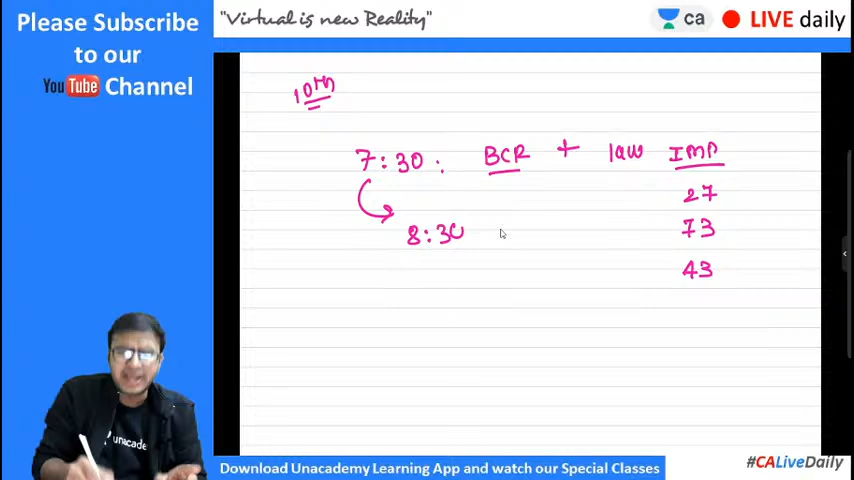 Please Subscribe
to our
YouTube Channel
"Virtual is new Reality"
ca LIVE daily
10th
7:30: BCR + law IMP
27
8:30 73
43
unacade
Download Unacademy Learning App and watch our Special Classes
#CALiveDaily